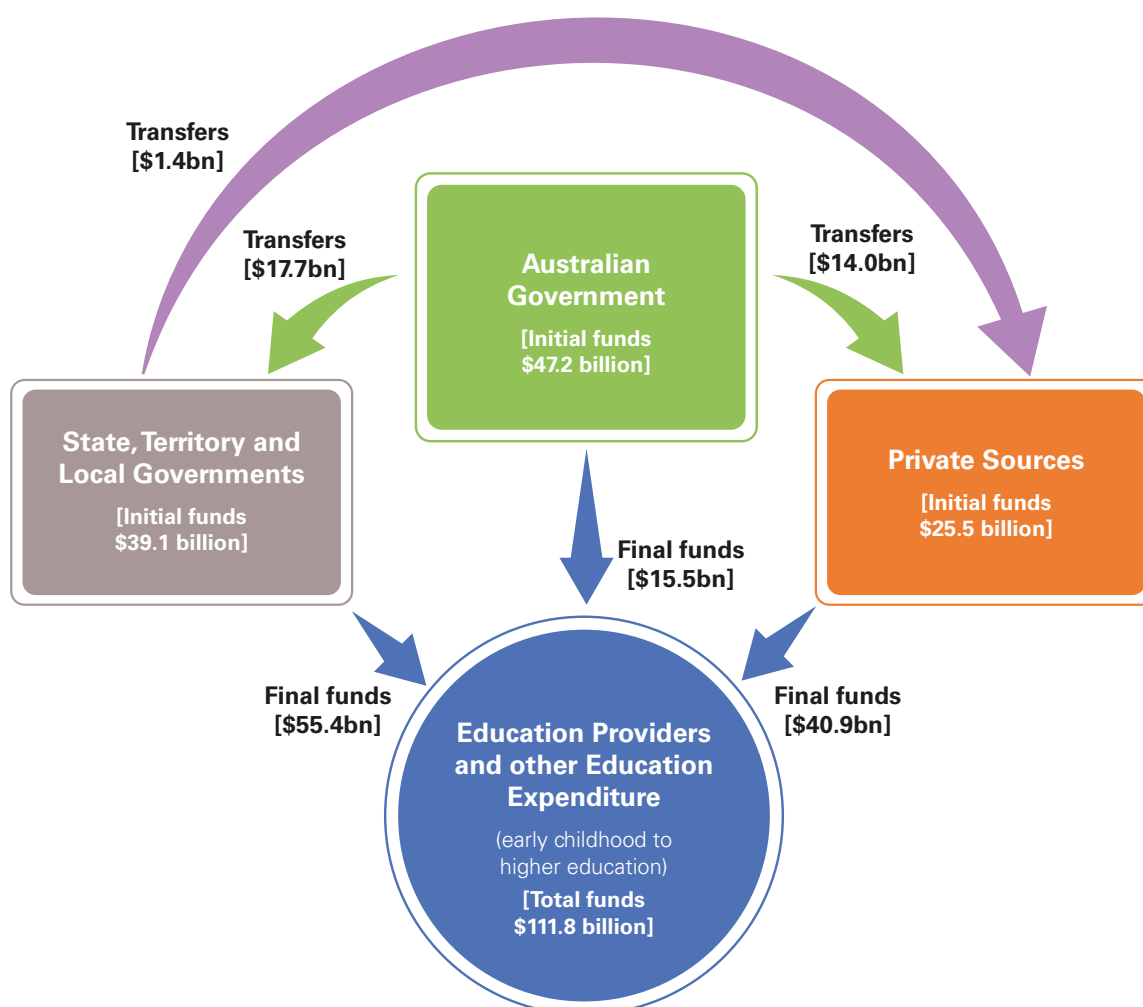 Transfers
[$1.4bn]
Transfers
[$17.7bn]
Transfers
[$14.0bn]
Australian
Government
[Initial funds
$47.2 billion]
State, Territory and
Local Governments
[Initial funds
$39.1 billion]
Private Sources
[Initial funds
$25.5 billion]
Final funds
[$15.5bn]
Final funds
[$55.4bn]
Final funds
[$40.9bn]
Education Providers
and other Education
Expenditure
(early childhood to
higher education)
[Total funds
$111.8 billion]